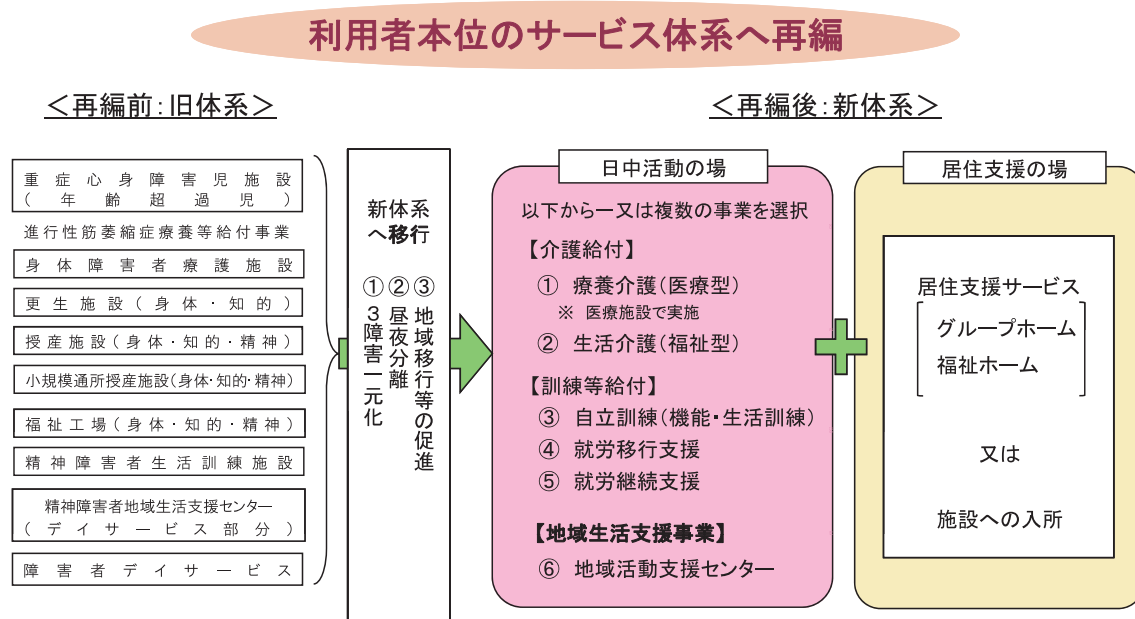 利用者本位のサービス体系へ再編
＜再編前：旧体系＞
＜再編後：新体系＞
重症心身障害児施設
（年齢超過児）
進行性筋萎縮症療養等給付事業
身体障害者療護施設
更生施設（身体・知的）
授産施設（身体・知的・精神）
小規模通所授産施設（身体・知的・精神）
福祉工場（身体・知的・精神）
精神障害者生活訓練施設
精神障害者地域生活支援センター
（デイサービス部分）
障害者デイサービス
新体系
へ移行
①３障害一元化
②昼夜分離
③地域移行等の促進
日中活動の場
以下から一又は複数の事業を選択
【介護給付】
① 療養介護（医療型）
※ 医療施設で実施
② 生活介護（福祉型）
【訓練等給付】
③ 自立訓練（機能・生活訓練）
④ 就労移行支援
⑤ 就労継続支援
【地域生活支援事業】
⑥ 地域活動支援センター
居住支援の場
居住支援サービス
グループホーム
福祉ホーム
又は
施設への入所